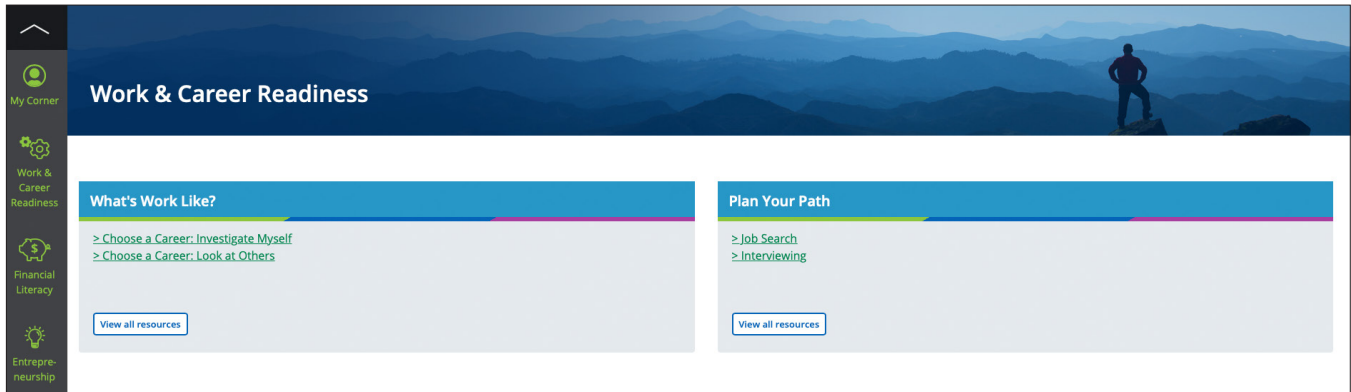 My Corner
Work &
Career
Readiness
Financial
Literacy
Entrepre-
neurship
Work & Career Readiness
What's Work Like?
> Choose a Career: Investigate Myself
> Choose a Career: Look at Others
View all resources
Plan Your Path
> Job Search
> Interviewing
View all resources